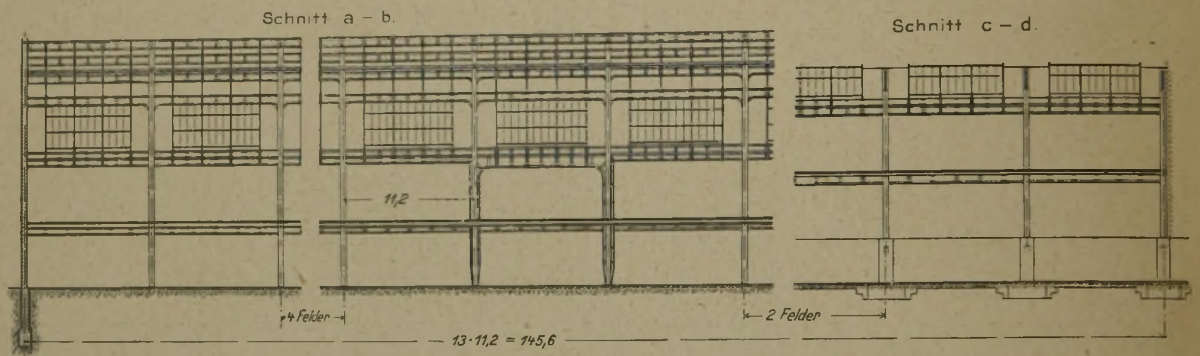 Schnitt a - b.
Schnitt c - d.
11,2
4 Felder
2 Felder
13·11,2 = 145,6